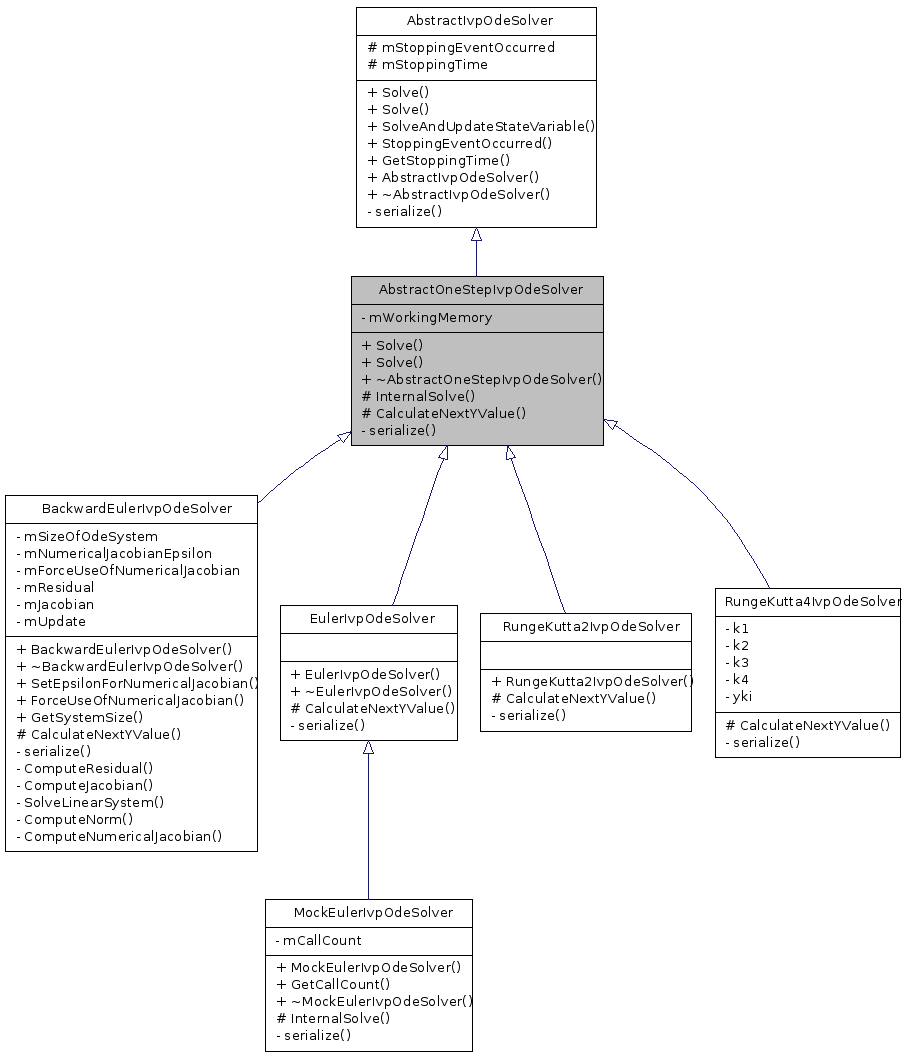 AbstractIvpOdeSolver
# mStoppingEventOccurred
# mStoppingTime
+ Solve()
+ Solve()
+ SolveAndUpdateStateVariable()
+ StoppingEventOccurred()
+ GetStoppingTime()
+ AbstractIvpOdeSolver()
+ ~AbstractIvpOdeSolver()
- serialize()
AbstractOneStepIvpOdeSolver
- mWorkingMemory
+ Solve()
+ Solve()
+ ~AbstractOneStepIvpOdeSolver()
# InternalSolve()
# CalculateNextYValue()
- serialize()
BackwardEulerIvpOdeSolver
- mSizeOfOdeSystem
- mNumericalJacobianEpsilon
- mForceUseOfNumericalJacobian
- mResidual
- mJacobian
- mUpdate
+ BackwardEulerIvpOdeSolver()
+ ~BackwardEulerIvpOdeSolver()
+ SetEpsilonForNumericalJacobian()
+ ForceUseOfNumericalJacobian()
+ GetSystemSize()
# CalculateNextYValue()
- serialize()
- ComputeResidual()
- ComputeJacobian()
- SolveLinearSystem()
- ComputeNorm()
- ComputeNumericalJacobian()
EulerIvpOdeSolver
+ EulerIvpOdeSolver()
+ ~EulerIvpOdeSolver()
# CalculateNextYValue()
- serialize()
RungeKutta2IvpOdeSolver
+ RungeKutta2IvpOdeSolver()
# CalculateNextYValue()
- serialize()
RungeKutta4IvpOdeSolver
- k1
- k2
- k3
- k4
- yki
# CalculateNextYValue()
- serialize()
MockEulerIvpOdeSolver
- mCallCount
+ MockEulerIvpOdeSolver()
+ GetCallCount()
+ ~MockEulerIvpOdeSolver()
# InternalSolve()
- serialize()